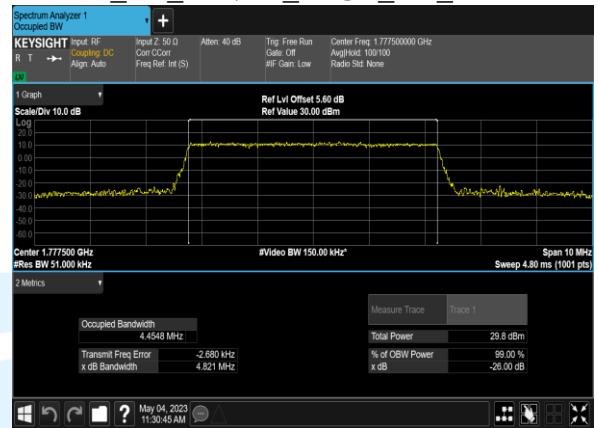 Spectrum Analyzer 1
Occupied BW
KEYSIGHT
R T
LV
Input: RF
Coupling: DC
Align: Auto
Input Z: 50 Ω
Corr CCorr
Freq Ref: Int (S)
Atten: 40 dB
Trig: Free Run
Gate: Off
#IF Gain: Low
Center Freq: 1.777500000 GHz
Avg|Hold: 100/100
Radio Std: None
1 Graph
Scale/Div 10.0 dB
Ref Lvl Offset 5.60 dB
Ref Value 30.00 dBm
Log
20.0
10.0
0.00
-10.0
-20.0
-30.0
-40.0
-50.0
-60.0
Center 1.777500 GHz
#Res BW 51.000 kHz
#Video BW 150.00 kHz*
Span 10 MHz
Sweep 4.80 ms (1001 pts)
2 Metrics
Measure Trace Trace 1
Occupied Bandwidth
4.4548 MHz
Total Power 29.8 dBm
Transmit Freq Error -2.680 kHz
% of OBW Power 99.00 %
x dB Bandwidth 4.821 MHz
x dB -26.00 dB
?
May 04, 2023
11:30:45 AM